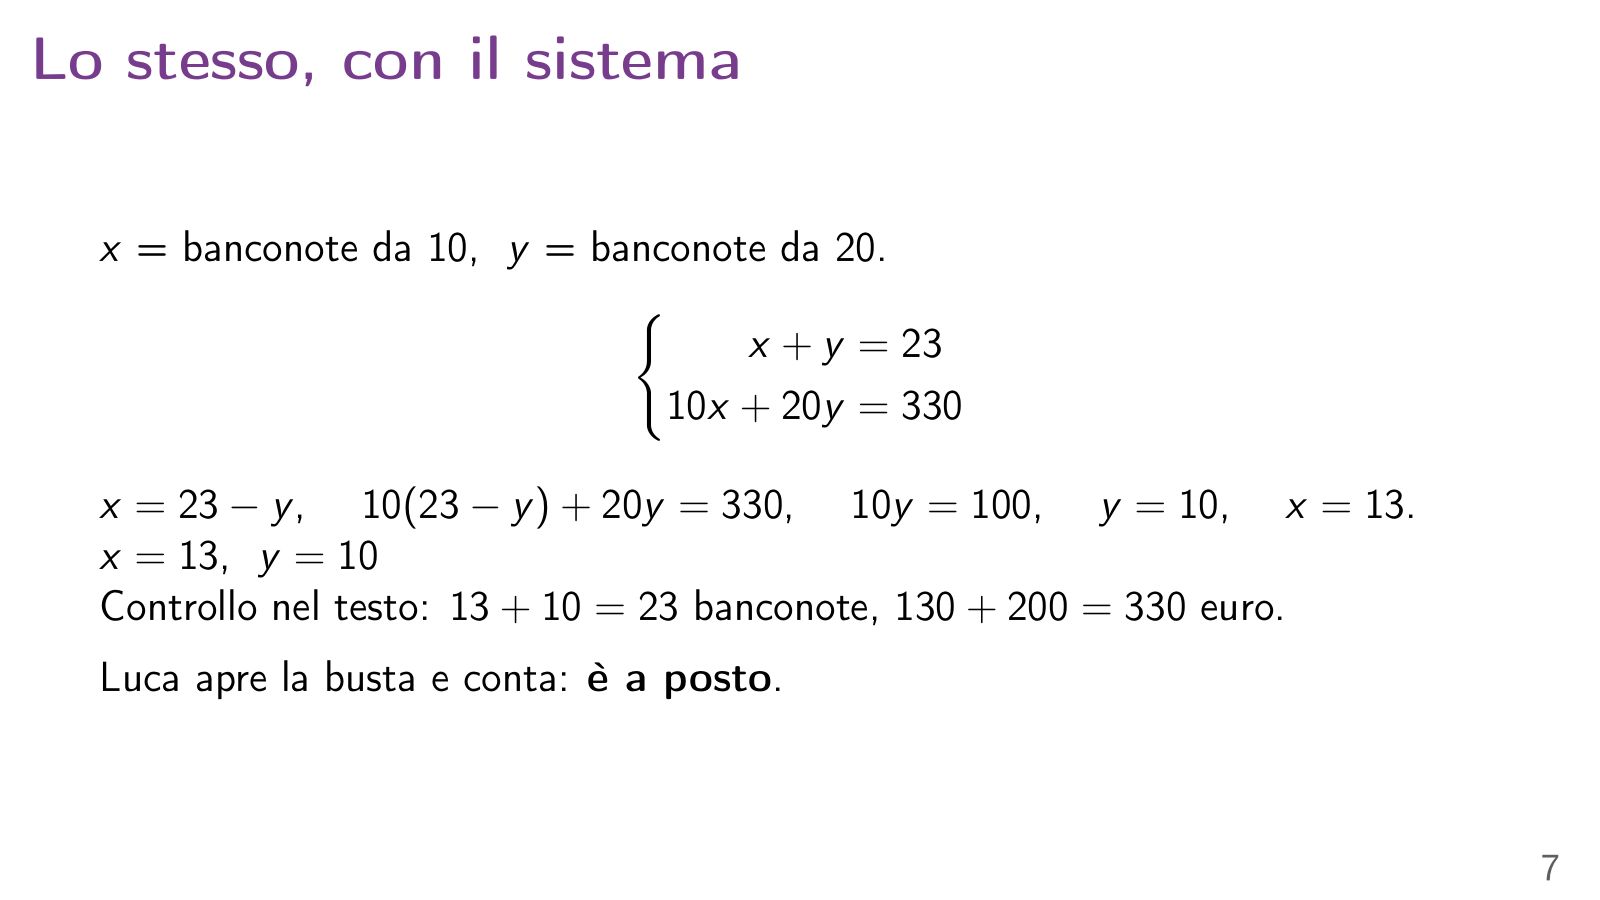 Lo stesso, con il sistema
x = banconote da 10, y = banconote da 20.
x + y = 23
10x + 20y = 330
x = 23 − y, 10(23 − y) + 20y = 330, 10y = 100, y = 10, x = 13.
x = 13, y = 10
Controllo nel testo: 13 + 10 = 23 banconote, 130 + 200 = 330 euro.
Luca apre la busta e conta: è a posto.
7